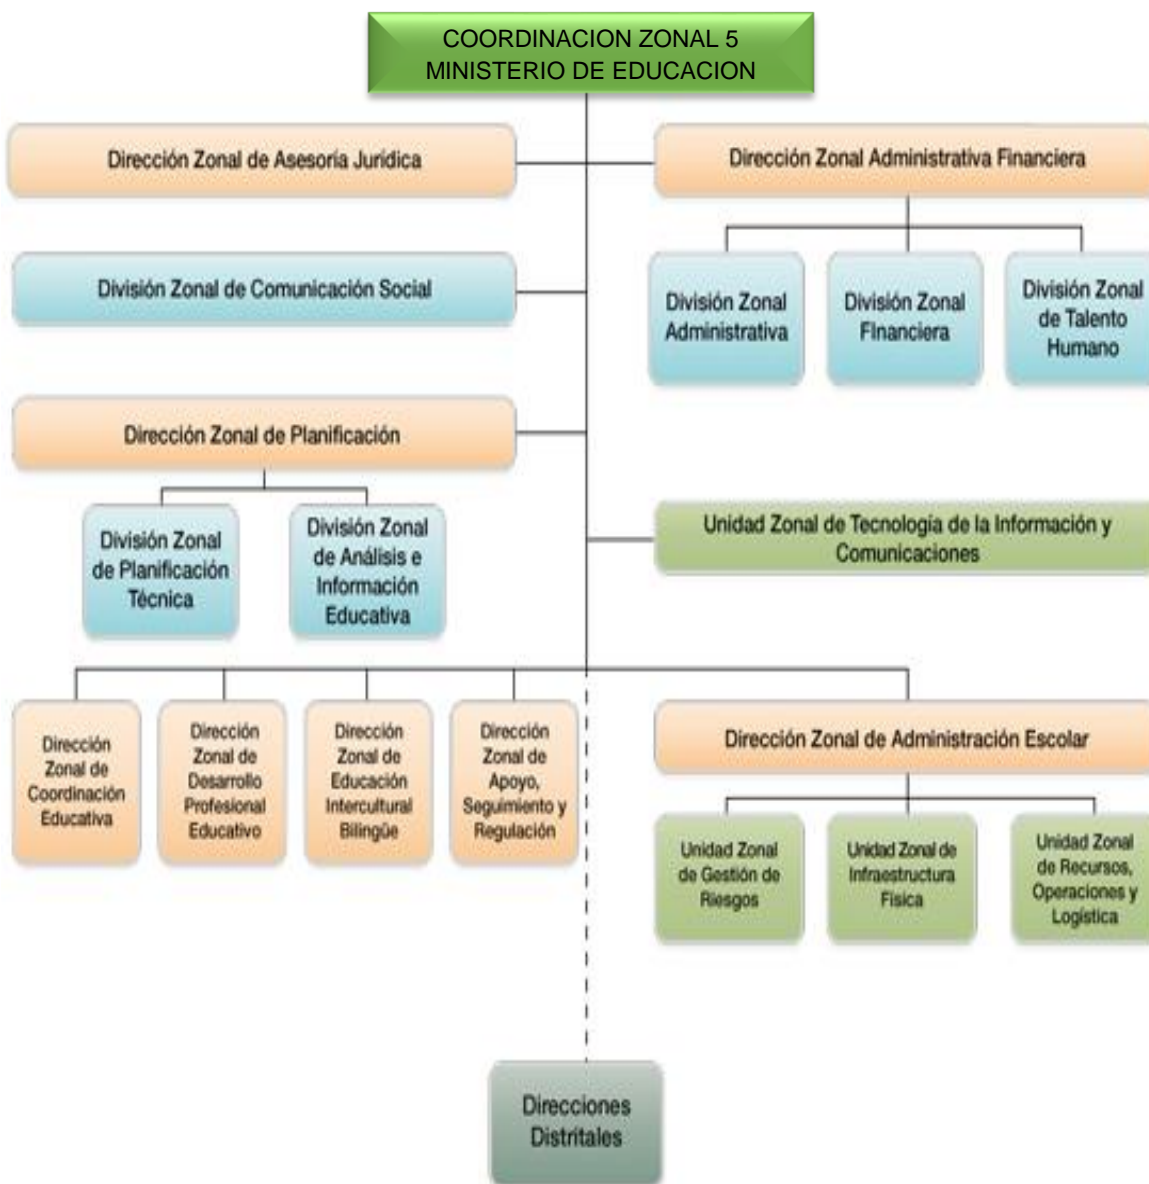 COORDINACION ZONAL 5
MINISTERIO DE EDUCACION
Dirección Zonal de Asesoría Jurídica
Dirección Zonal Administrativa Financiera
División Zonal de Comunicación Social
División Zonal
Administrativa
División Zonal
FInanciera
División Zonal
de Talento
Humano
Dirección Zonal de Planificación
División Zonal
de Planificación
Técnica
División Zonal
de Análisis e
Información
Educativa
Unidad Zonal de Tecnología de la Información y
Comunicaciones
Dirección
Zonal de
Coordinación
Educativa
Dirección
Zonal de
Desarrollo
Profesional
Educativo
Dirección
Zonal de
Educación
Intercultural
Bilingüe
Dirección
Zonal de
Apoyo,
Seguimiento y
Regulación
Dirección Zonal de Administración Escolar
Unidad Zonal
de Gestión de
Riesgos
Unidad Zonal de
Infraestructura
Física
Unidad Zonal
de Recursos,
Operaciones y
Logística
Direcciones
Distritales